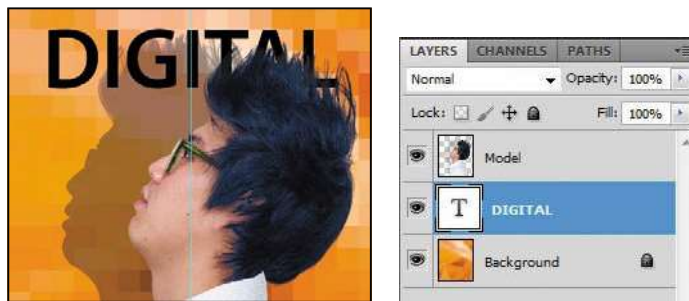 DIGITAL
LAYERS CHANNELS PATHS
Normal Opacity: 100%
Lock: Fill: 100%
Model
T DIGITAL
Background